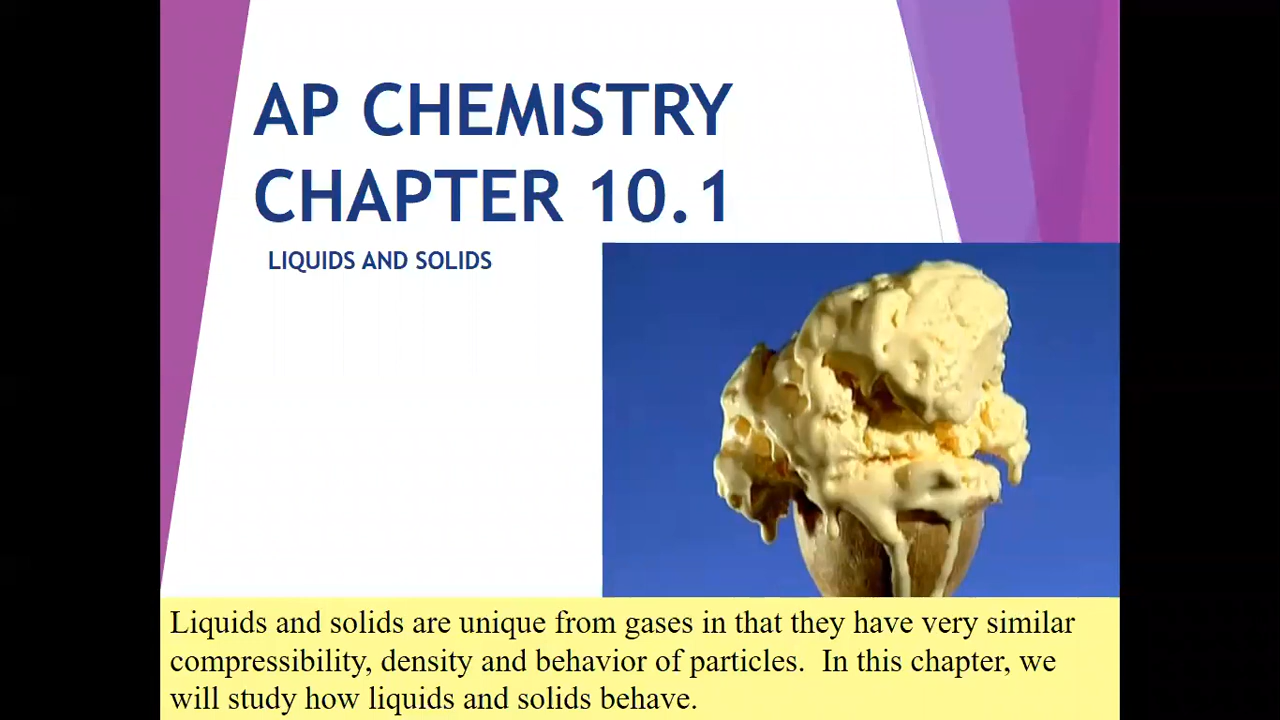 AP CHEMISTRY
CHAPTER 10.1
LIQUIDS AND SOLIDS
Liquids and solids are unique from gases in that they have very similar
compressibility, density and behavior of particles.  In this chapter, we
will study how liquids and solids behave.